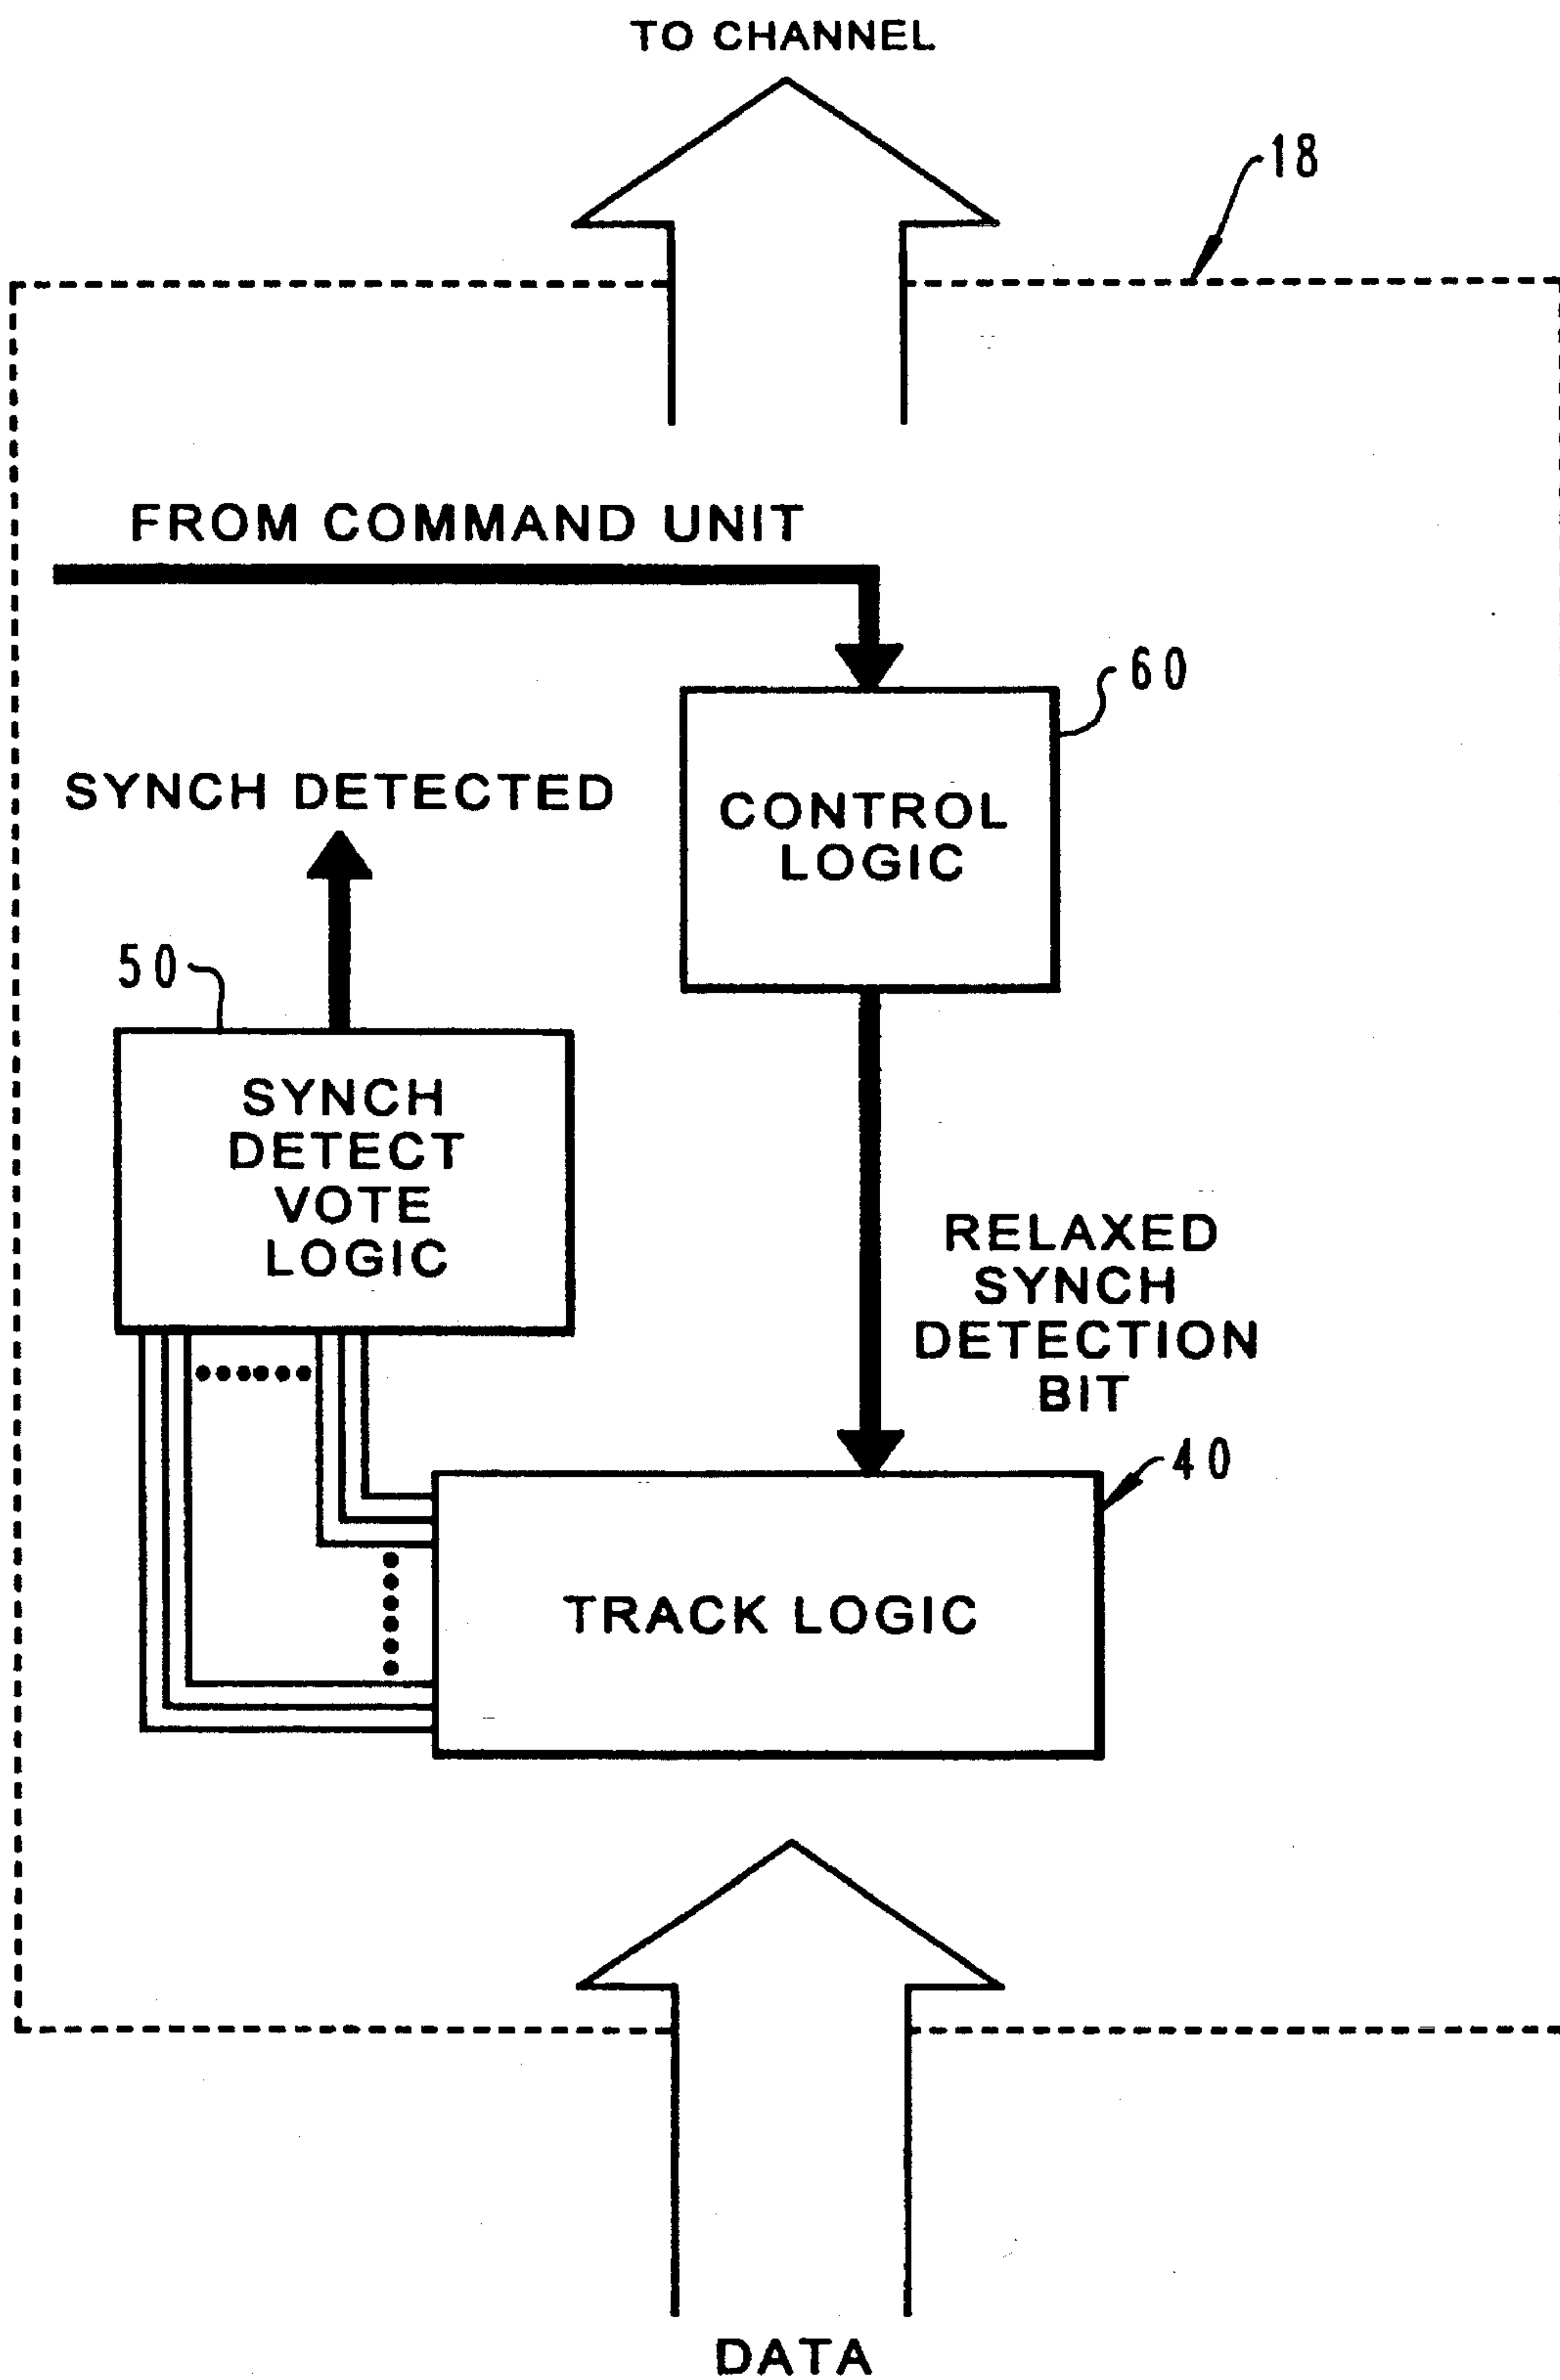 TO CHANNEL
18
FROM COMMAND UNIT
60
SYNCH DETECTED
CONTROL
LOGIC
50
SYNCH
DETECT
VOTE
LOGIC
RELAXED
SYNCH
DETECTION
BIT
40
TRACK LOGIC
DATA